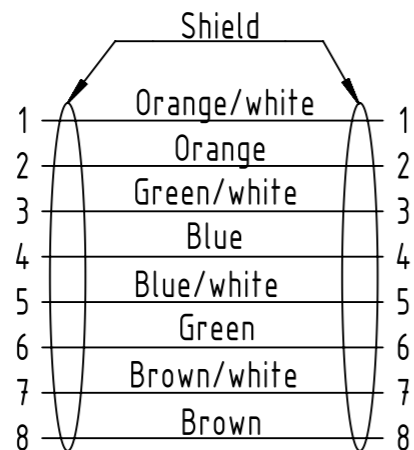 Shield
1 Orange/white 1
2 Orange 2
3 Green/white 3
4 Blue 4
5 Blue/white 5
6 Green 6
7 Brown/white 7
8 Brown 8